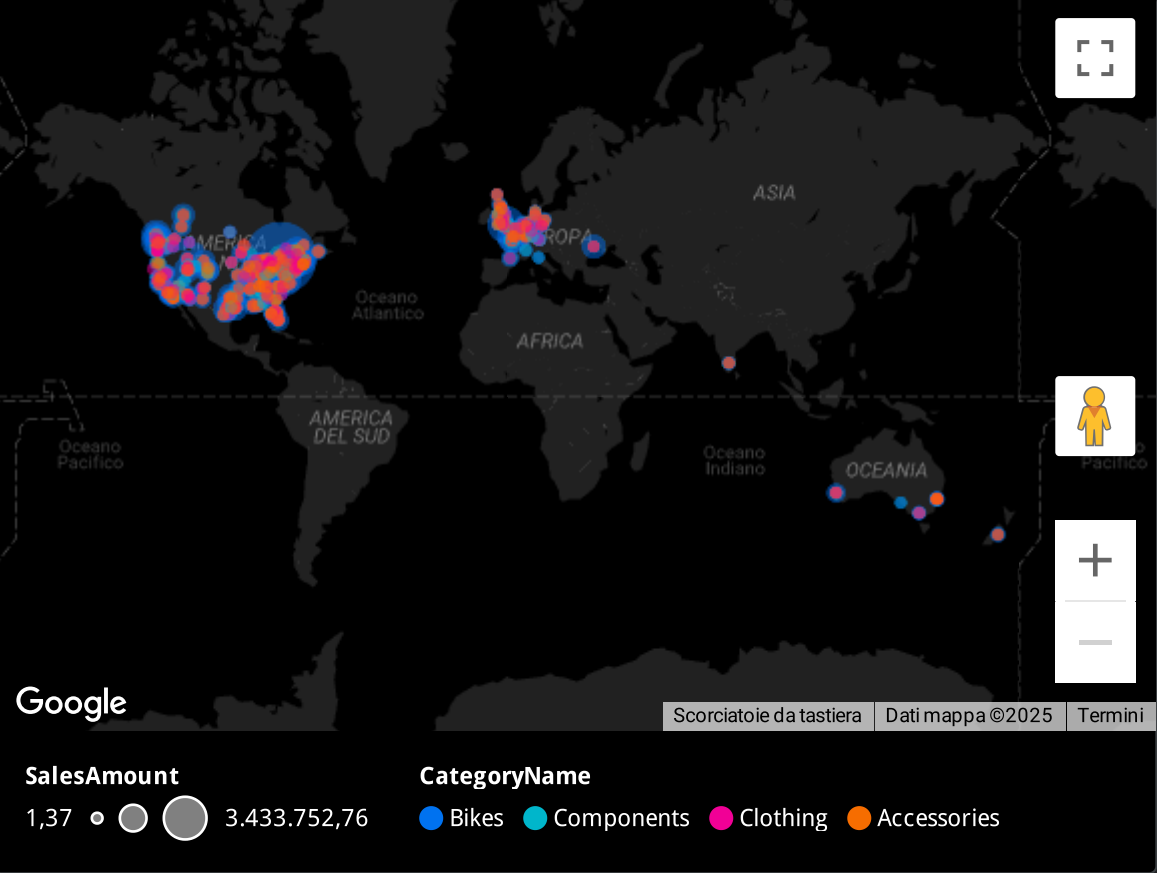 ASIA
AMERICA
N
EUROPA
Oceano
Atlantico
AFRICA
AMERICA
DEL SUD
Oceano
Pacifico
Oceano
Indiano
OCEANIA
Pacifico
Google
Scorciatoie da tastiera
Dati mappa ©2025
Termini
SalesAmount
CategoryName
1,37
3.433.752,76
Bikes
Components
Clothing
Accessories